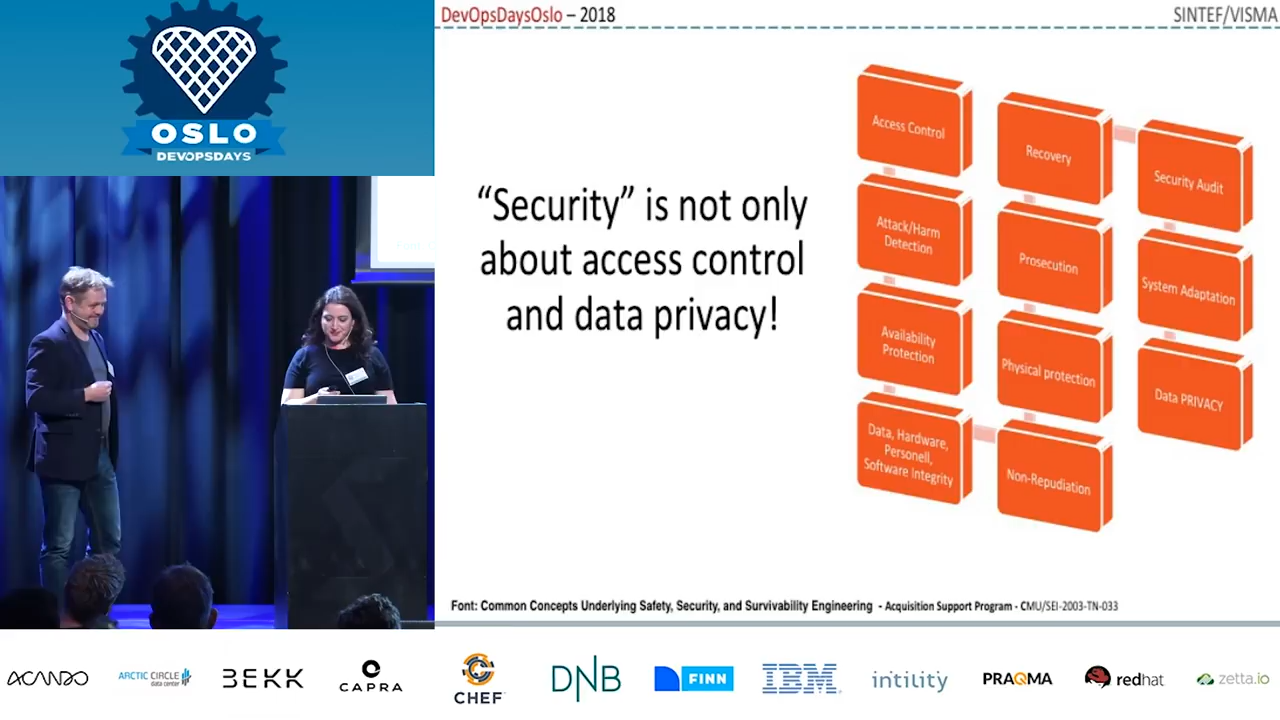 OSLO
DEVOPSDAYS
DevOpsDaysOslo – 2018
SINTEF/VISMA
“Security” is not only
about access control
and data privacy!
Access Control
Attack/Harm
Detection
Availability
Protection
Data, Hardware,
Personell,
Software Integrity
Recovery
Prosecution
Physical protection
Non-Repudiation
Security Audit
System Adaptation
Data PRIVACY
Font: Common Concepts Underlying Safety, Security, and Survivability Engineering - Acquisition Support Program - CMU/SEI-2003-TN-033
ACANDO
ARCTIC CIRCLE
data center
BEKK
CAPRA
CHEF
DNB
FINN
IBM
intility
PRAQMA
redhat
zetta.io